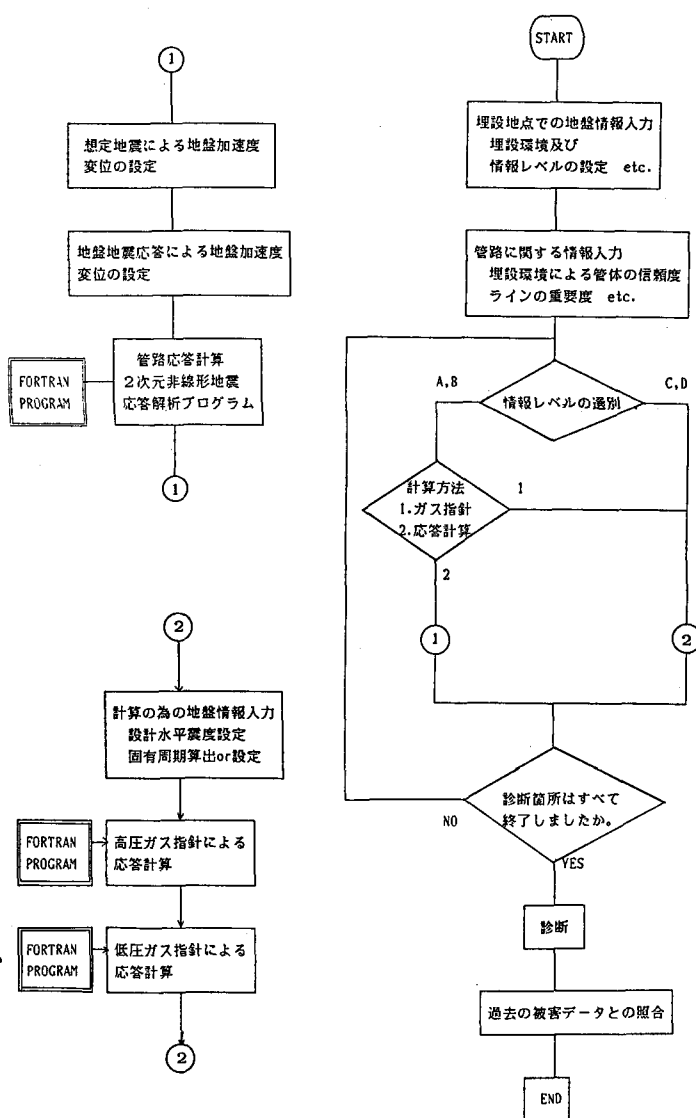 1
想定地震による地盤加速度
変位の設定
地盤地震応答による地盤加速度
変位の設定
FORTRAN
PROGRAM
管路応答計算
2次元非線形地震
応答解析プログラム
1
2
計算の為の地盤情報入力
設計水平震度設定
固有周期算出or設定
FORTRAN
PROGRAM
高圧ガス指針による
応答計算
FORTRAN
PROGRAM
低圧ガス指針による
応答計算
2
START
埋設地点での地盤情報入力
埋設環境及び
情報レベルの設定 etc.
管路に関する情報入力
埋設環境による管体の信頼度
ラインの重要度 etc.
A,B
C,D
情報レベルの選別
計算方法
1.ガス指針
2.応答計算
1
2
1
2
診断箇所はすべて
終了しましたか。
NO
YES
診断
過去の被害データとの照合
END